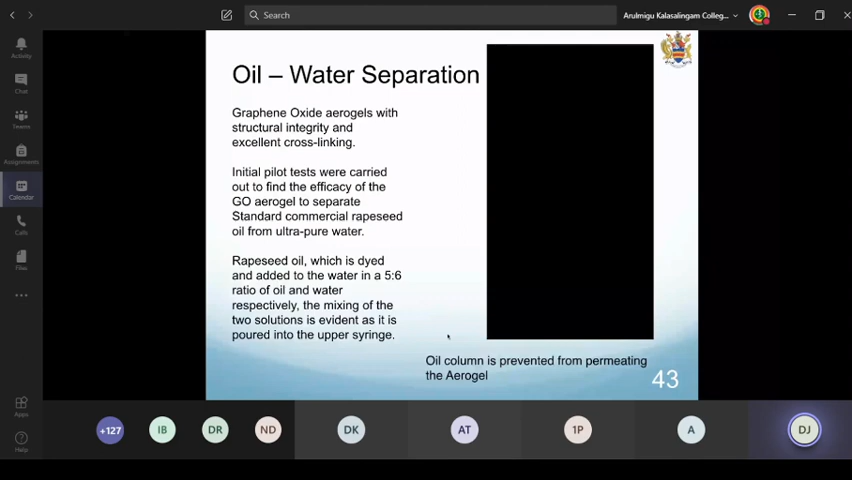 Search
Arulmigu Kalasalingam Colleg...
Activity
Chat
Teams
Assignments
Calendar
Calls
Files
Apps
Help
Oil – Water Separation
Graphene Oxide aerogels with
structural integrity and
excellent cross-linking.
Initial pilot tests were carried
out to find the efficacy of the
GO aerogel to separate
Standard commercial rapeseed
oil from ultra-pure water.
Rapeseed oil, which is dyed
and added to the water in a 5:6
ratio of oil and water
respectively, the mixing of the
two solutions is evident as it is
poured into the upper syringe.
Oil column is prevented from permeating
the Aerogel
43
+127
IB
DR
ND
DK
AT
1P
A
DJ